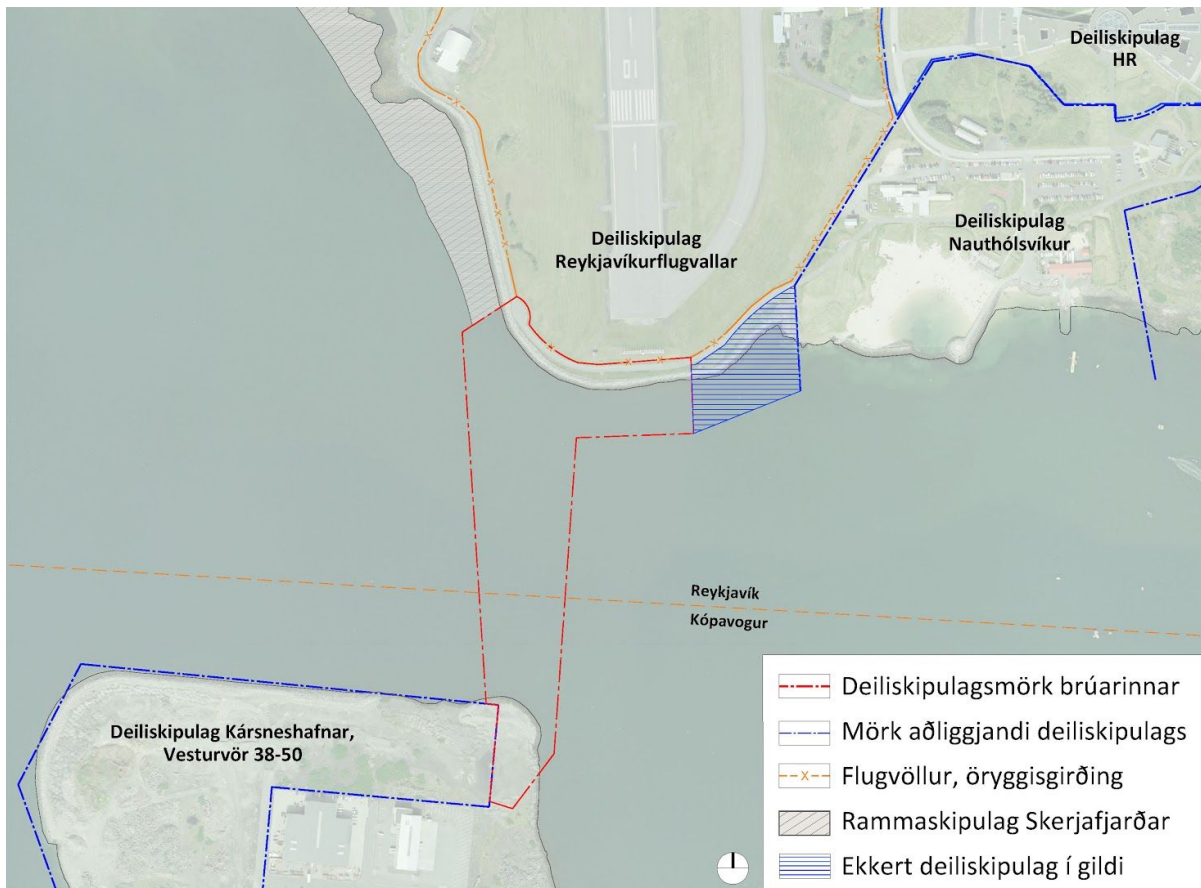 Deiliskipulag
HR
Deiliskipulag
Reykjavíkurflugvallar
Deiliskipulag
Nauthólsvíkur
Reykjavík
Kópavogur
Deiliskipulag Kársneshafnar,
Vesturvör 38-50
Deiliskipulagsmörk brúarinnar
Mörk aðliggjandi deiliskipulags
Flugvöllur, öryggisgirðing
Rammaskipulag Skerjafjarðar
Ekkert deiliskipulag í gildi